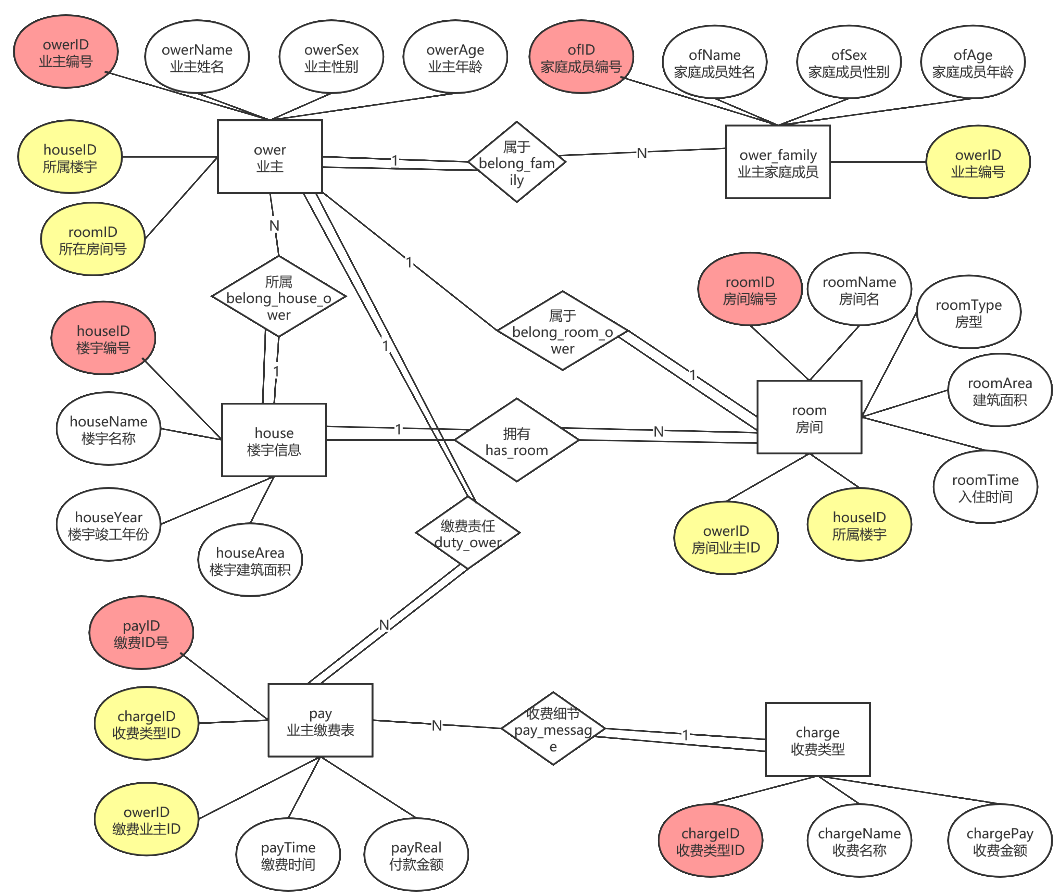 owerID
业主编号
owerName
业主姓名
owerSex
业主性别
owerAge
业主年龄
ofID
家庭成员编号
ofName
家庭成员姓名
ofSex
家庭成员性别
ofAge
家庭成员年龄
houseID
所属楼宇
ower
业主
1
属于
belong_fam
ily
N
ower_family
业主家庭成员
owerID
业主编号
roomID
所在房间号
N
所属
belong_house_o
wer
1
1
属于
belong_room_o
wer
1
roomID
房间编号
roomName
房间名
roomType
房型
houseID
楼宇编号
1
1
roomArea
建筑面积
houseName
楼宇名称
house
楼宇信息
1
拥有
has_room
N
room
房间
roomTime
入住时间
houseYear
楼宇竣工年份
houseArea
楼宇建筑面积
缴费责任
duty_ower
owerID
房间业主ID
houseID
所属楼宇
N
payID
缴费ID号
chargeID
收费类型ID
pay
业主缴费表
N
收费细节
pay_messag
e
1
charge
收费类型
owerID
缴费业主ID
payTime
缴费时间
payReal
付款金额
chargeID
收费类型ID
chargeName
收费名称
chargePay
收费金额